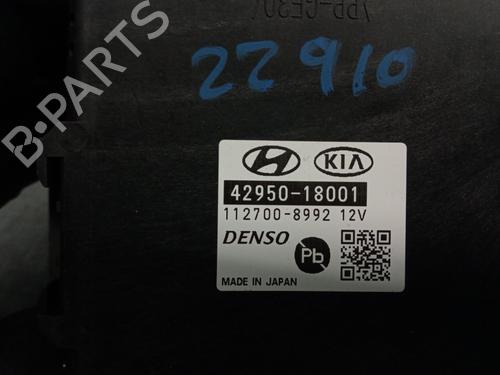 22910
B-PARTS
KIA
42950-18001
112700-8992 12V
DENSO
Pb
MADE IN JAPAN